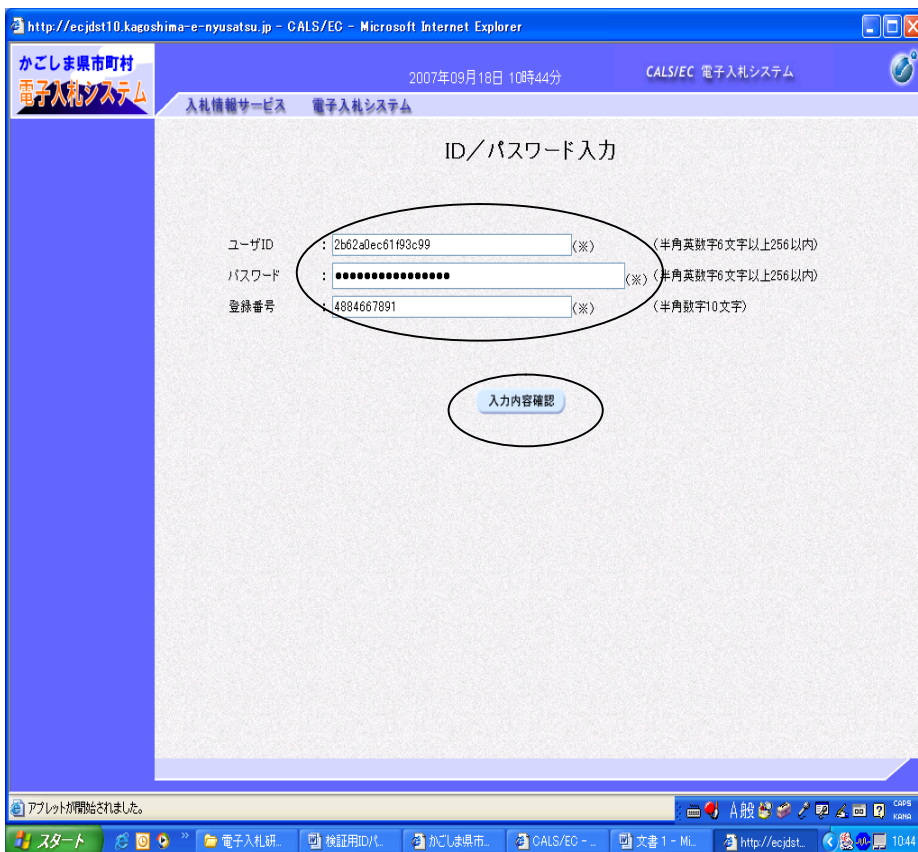 http://ecjdst10.kagoshima-e-nyusatsu.jp - CALS/EC - Microsoft Internet Explorer
かごしま県市町村
電子入札システム
2007年09月18日 10時44分
CALS/EC 電子入札システム
入札情報サービス 電子入札システム
ID／パスワード入力
ユーザID : 2b62a0ec61f93c99 (※) (半角英数字6文字以上256以内)
パスワード : ●●●●●●●●●●●●●●●● (※) (半角英数字6文字以上256以内)
登録番号 : 4884667891 (※) (半角数字10文字)
入力内容確認
アプレットが開始されました。
A般
CAPS
KANA
スタート
電子入札研...
検証用ID/パ...
かごしま県市...
CALS/EC - ...
文書 1 - Mi...
http://ecjdst...
10:44